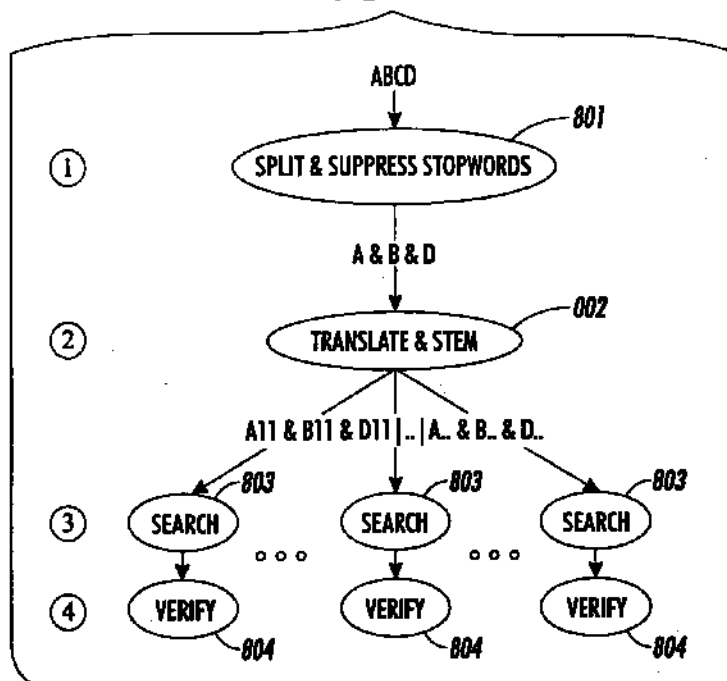 ABCD
801
1 SPLIT & SUPPRESS STOPWORDS
A & B & D
002
2 TRANSLATE & STEM
A11 & B11 & D11|..|A.. & B.. & D..
803 803 803
3 SEARCH SEARCH SEARCH
4 VERIFY VERIFY VERIFY
804 804 804